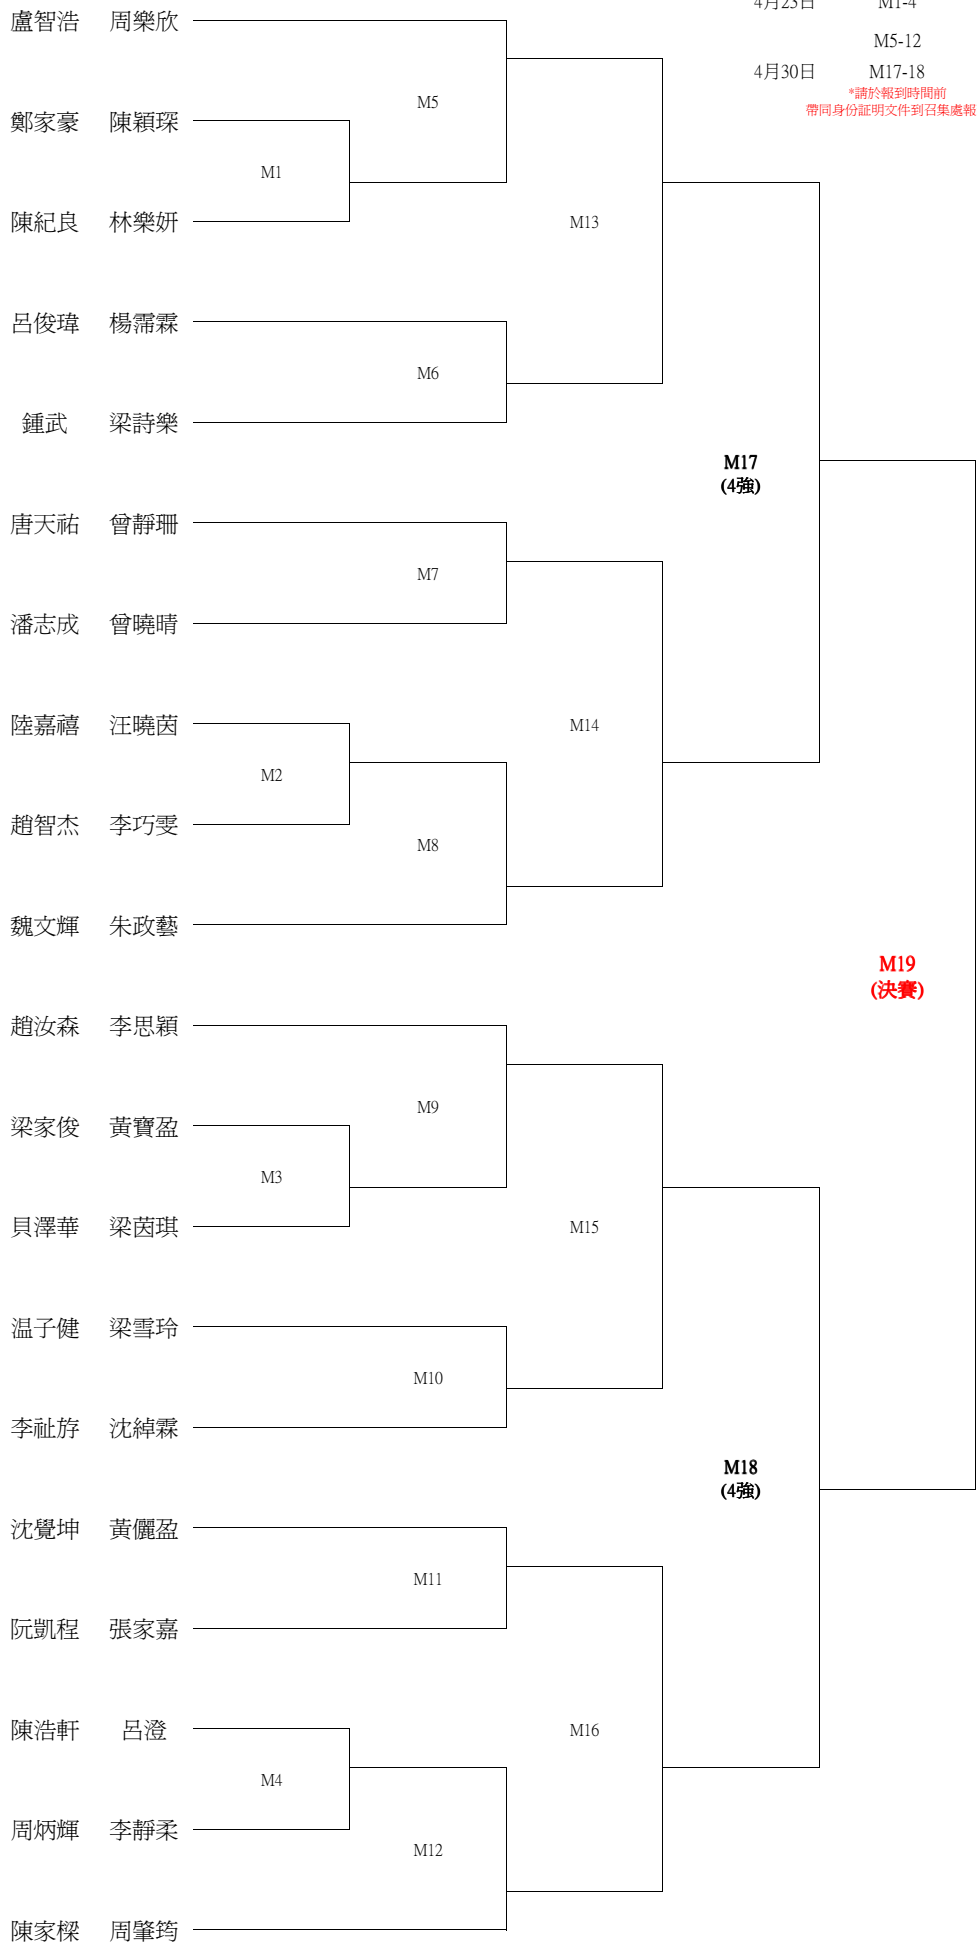 4月23日 M1-4
盧智浩 周樂欣
M5-12
4月30日 M17-18
*請於報到時間前
帶同身份証明文件到召集處報
M5
鄭家豪 陳穎琛
M1
陳紀良 林樂妍
M13
呂俊瑋 楊霈霖
M6
鍾武 梁詩樂
M17
(4強)
唐天祐 曾靜珊
M7
潘志成 曾曉晴
陸嘉禧 汪曉茵
M14
M2
趙智杰 李巧雯
M8
魏文輝 朱政藝
M19
(決賽)
趙汝森 李思穎
M9
梁家俊 黃寶盈
M3
貝澤華 梁茵琪
M15
温子健 梁雪玲
M10
李祉斿 沈綽霖
M18
(4強)
沈覺坤 黃儷盈
M11
阮凱程 張家嘉
陳浩軒 呂澄
M16
M4
周炳輝 李靜柔
M12
陳家樑 周肇筠